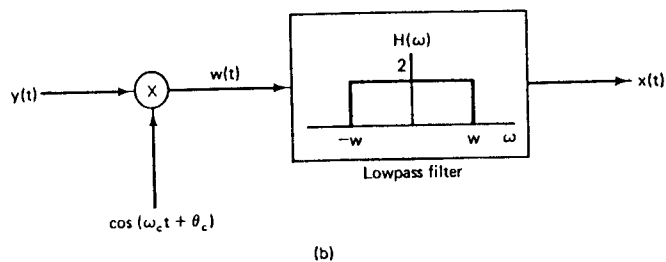 H(ω)
2
w(t)
y(t)
X
x(t)
−w
w
ω
Lowpass filter
cos (ω_c t + θ_c)
(b)